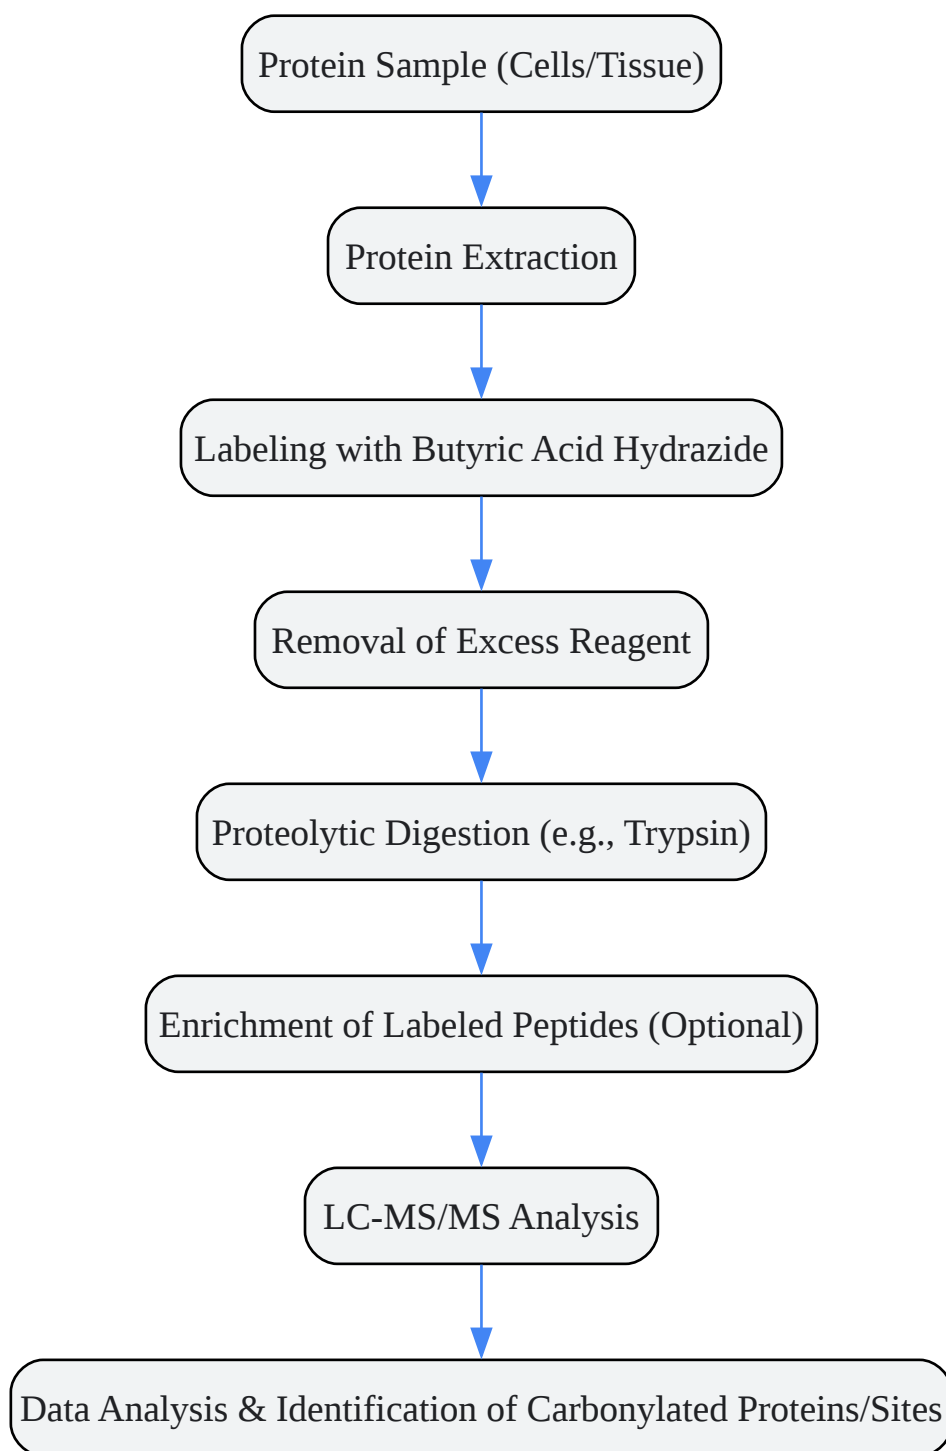 Protein Sample (Cells/Tissue)
Protein Extraction
Labeling with Butyric Acid Hydrazide
Removal of Excess Reagent
Proteolytic Digestion (e.g., Trypsin)
Enrichment of Labeled Peptides (Optional)
LC-MS/MS Analysis
Data Analysis & Identification of Carbonylated Proteins/Sites